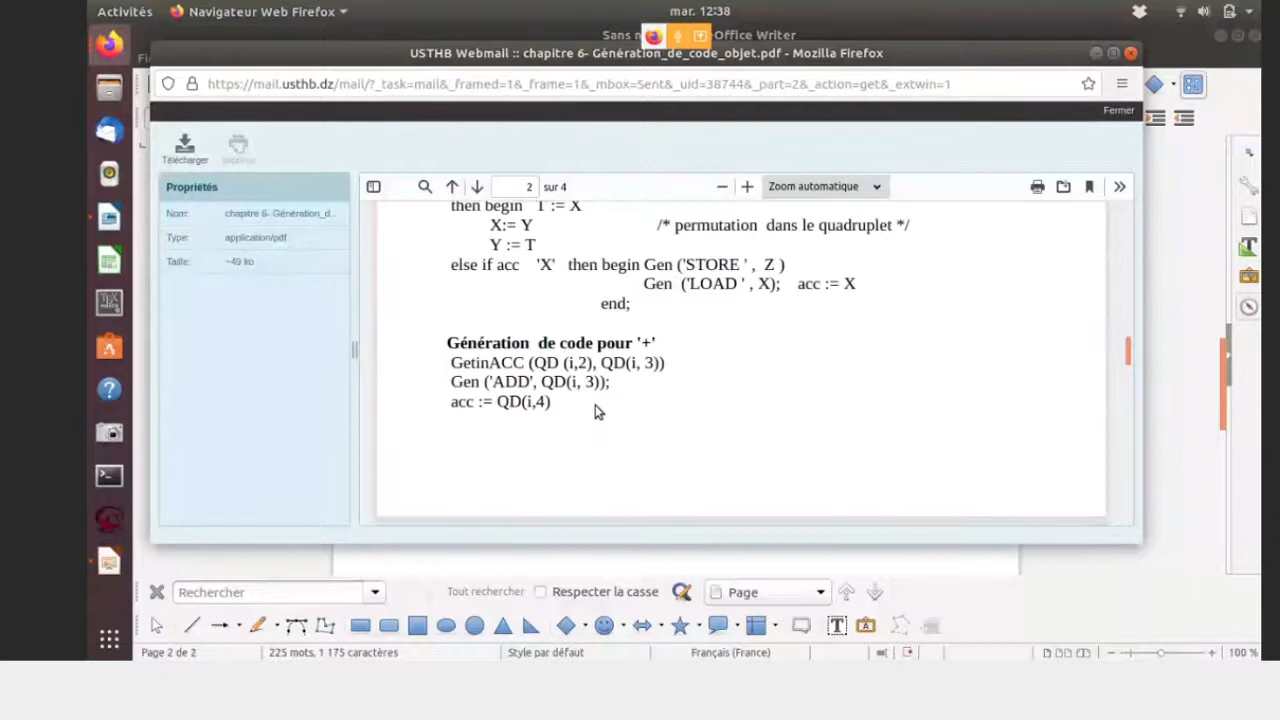 Activités
Navigateur Web Firefox
mar. 12:38
Sans n
Office Writer
USTHB Webmail :: chapitre 6- Génération_de_code_objet.pdf - Mozilla Firefox
https://mail.usthb.dz/mail/?_task=mail&_framed=1&_frame=1&_mbox=Sent&_uid=38744&_part=2&_action=get&_extwin=1
Fermer
Télécharger
Propriétés
Nom: chapitre 6- Génération_d...
Type: application/pdf
Taille: ~49 ko
2 sur 4
Zoom automatique
then begin T := X
X:= Y /* permutation dans le quadruplet */
Y := T
else if acc 'X' then begin Gen ('STORE ' , Z )
Gen ('LOAD ' , X); acc := X
end;
Génération de code pour '+'
GetinACC (QD (i,2), QD(i, 3))
Gen ('ADD', QD(i, 3));
acc := QD(i,4)
Rechercher
Tout rechercher
Respecter la casse
Page
Page 2 de 2
225 mots, 1 175 caractères
Style par défaut
Français (France)
100 %